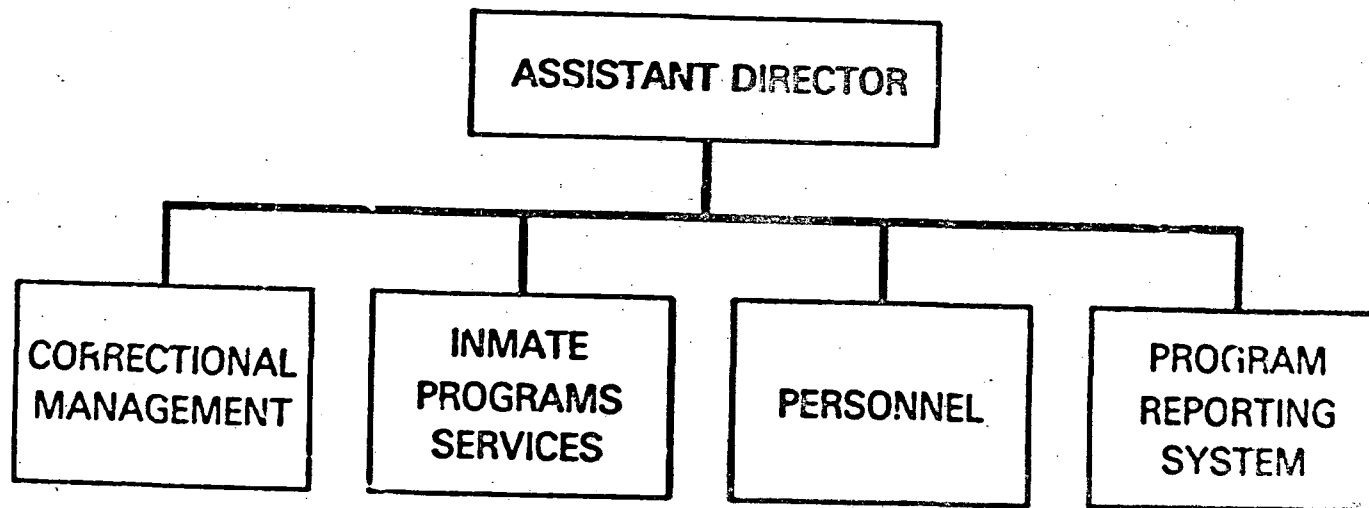 ASSISTANT DIRECTOR
CORRECTIONAL
MANAGEMENT
INMATE
PROGRAMS
SERVICES
PERSONNEL
PROGRAM
REPORTING
SYSTEM